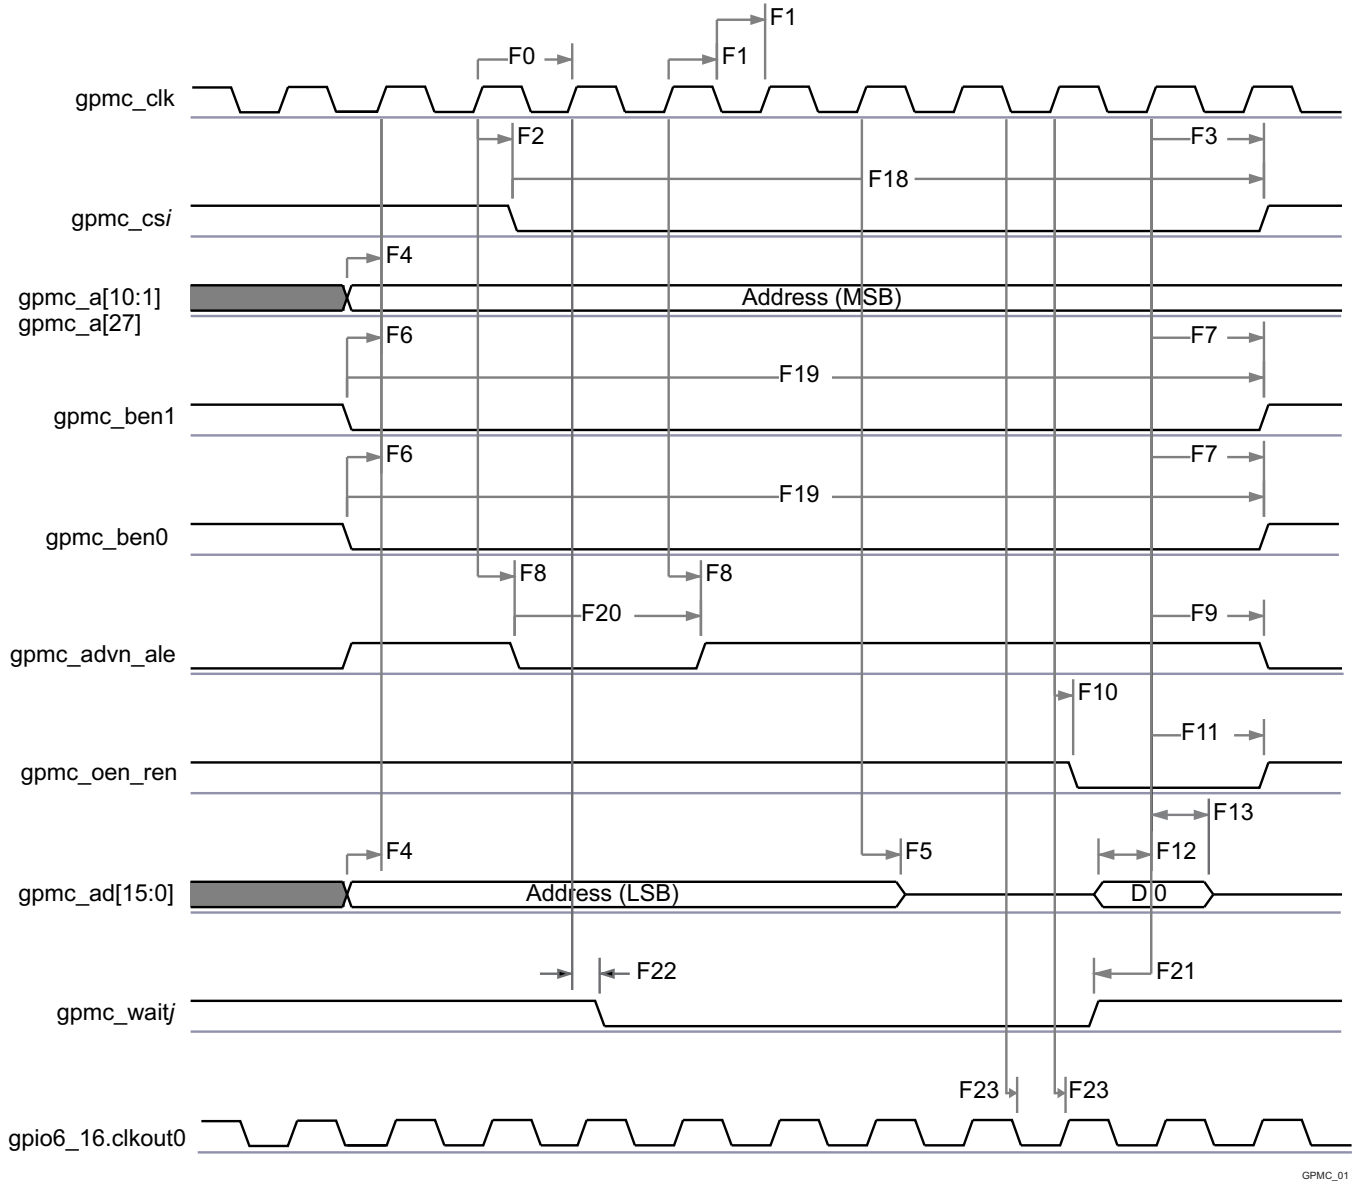 F1
F0
F1
gpmc_clk
F2
F3
F18
gpmc_csi
F4
gpmc_a[10:1]
Address (MSB)
gpmc_a[27]
F6
F7
F19
gpmc_ben1
F6
F7
F19
gpmc_ben0
F8
F8
F20
F9
gpmc_advn_ale
F10
F11
gpmc_oen_ren
F13
F4
F5
F12
gpmc_ad[15:0]
Address (LSB)
D 0
F22
F21
gpmc_waitj
F23
F23
gpio6_16.clkout0
GPMC_01